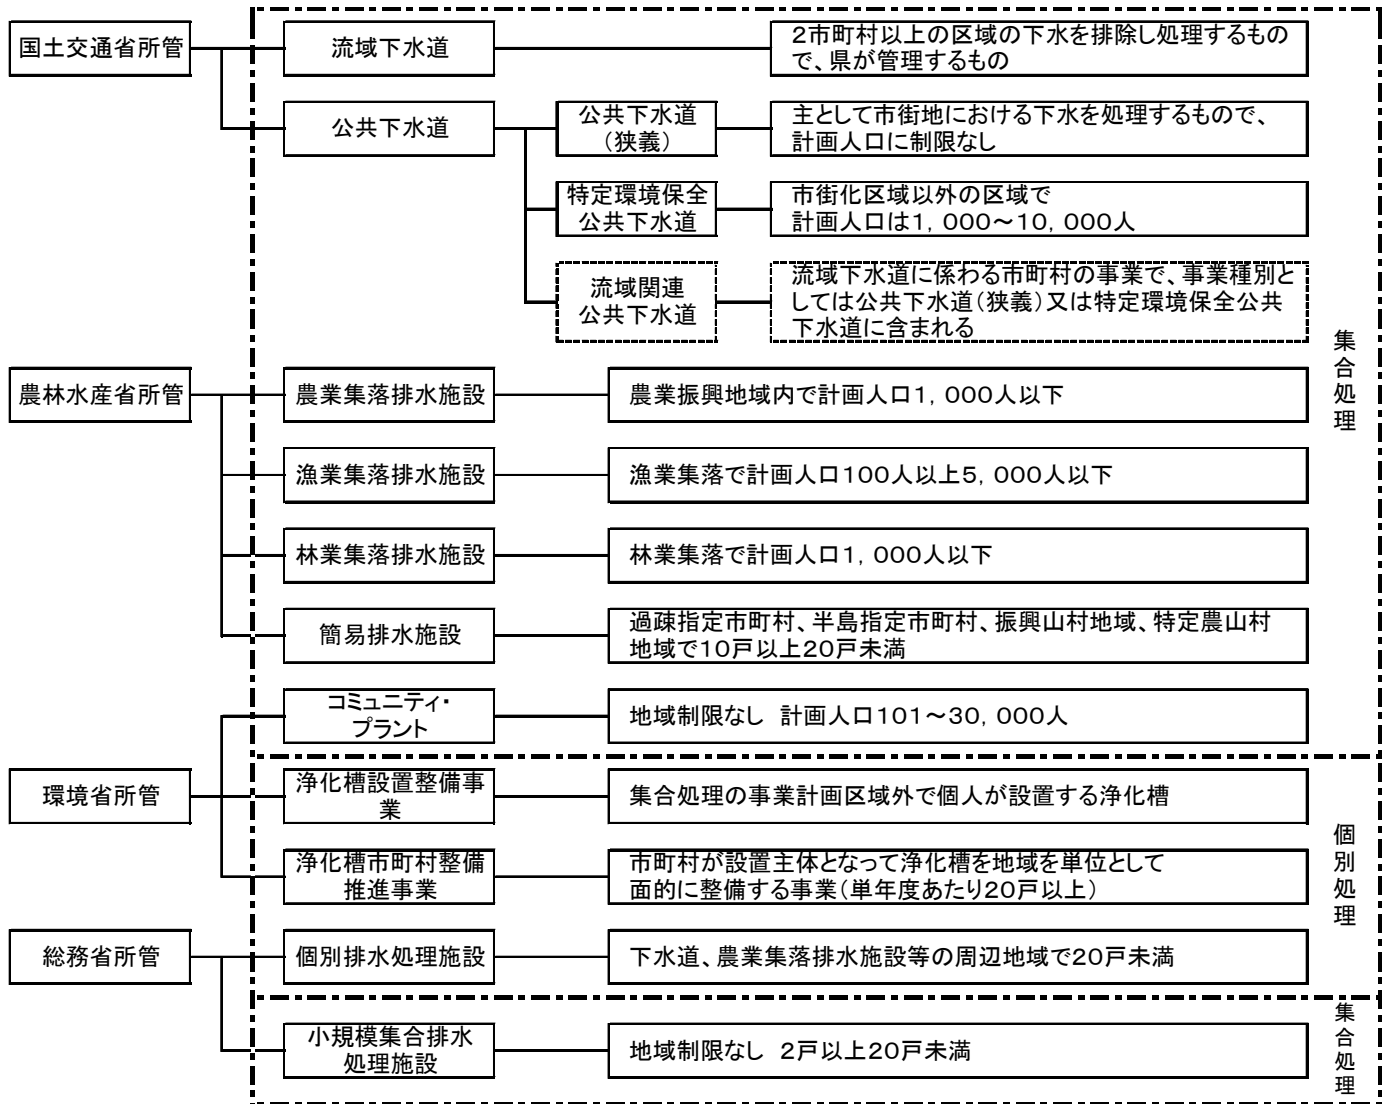 国土交通省所管
流域下水道
2市町村以上の区域の下水を排除し処理するもの
で、県が管理するもの
公共下水道
公共下水道
（狭義）
主として市街地における下水を処理するもので、
計画人口に制限なし
特定環境保全
公共下水道
市街化区域以外の区域で
計画人口は1，000～10，000人
流域関連
公共下水道
流域下水道に係わる市町村の事業で、事業種別と
しては公共下水道（狭義）又は特定環境保全公共
下水道に含まれる
集合処理
農林水産省所管
農業集落排水施設
農業振興地域内で計画人口1，000人以下
漁業集落排水施設
漁業集落で計画人口100人以上5，000人以下
林業集落排水施設
林業集落で計画人口1，000人以下
簡易排水施設
過疎指定市町村、半島指定市町村、振興山村地域、特定農山村
地域で10戸以上20戸未満
コミュニティ・
プラント
地域制限なし　計画人口101～30，000人
環境省所管
浄化槽設置整備事
業
集合処理の事業計画区域外で個人が設置する浄化槽
浄化槽市町村整備
推進事業
市町村が設置主体となって浄化槽を地域を単位として
面的に整備する事業（単年度あたり20戸以上）
個別処理
総務省所管
個別排水処理施設
下水道、農業集落排水施設等の周辺地域で20戸未満
小規模集合排水
処理施設
地域制限なし　2戸以上20戸未満
集合処理